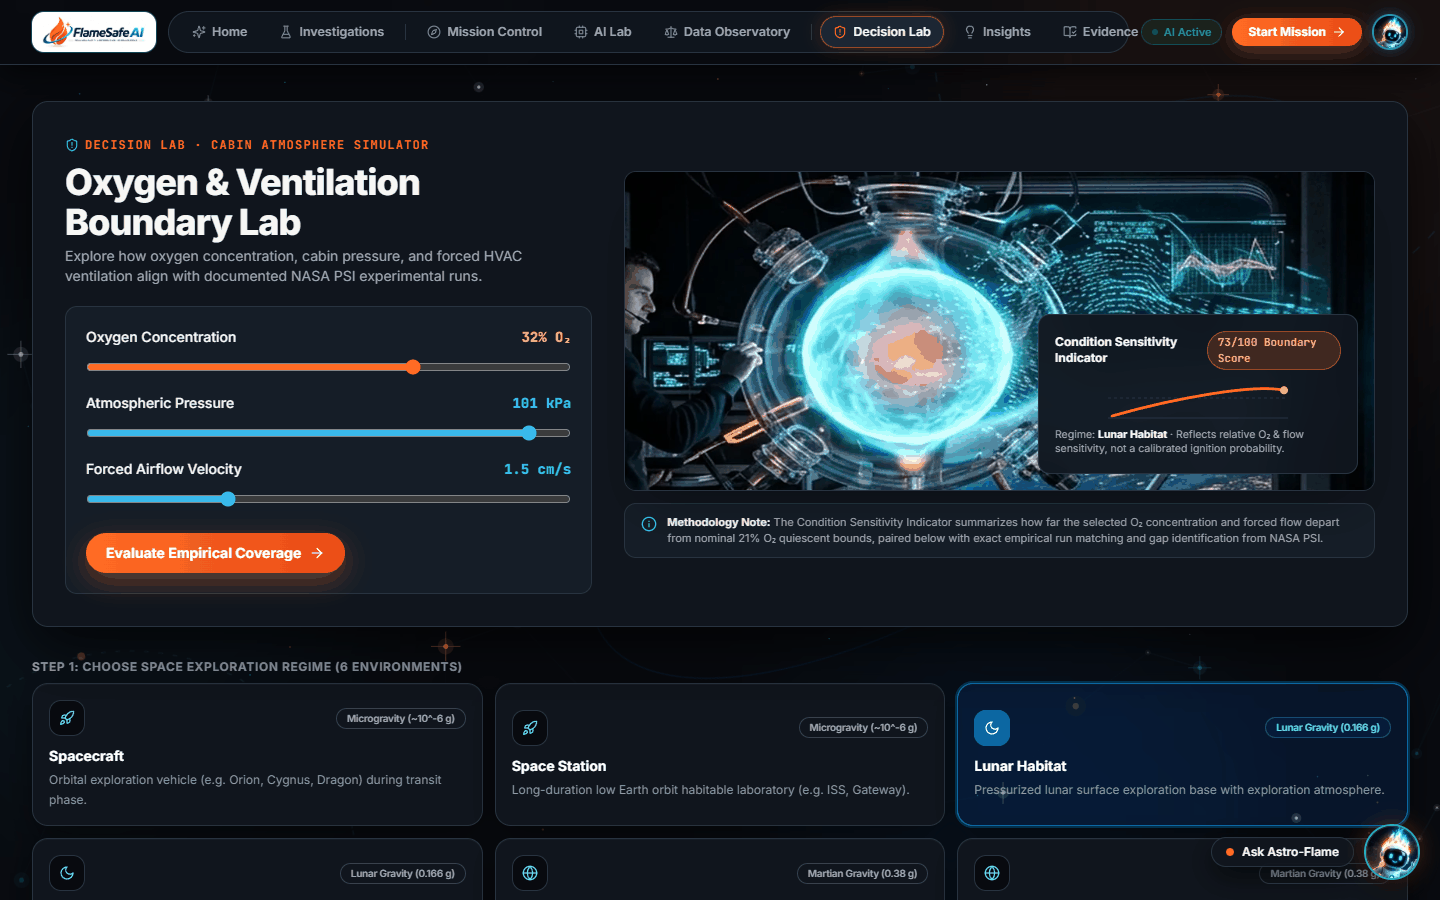 FlameSafe AI
Home
Investigations
Mission Control
AI Lab
Data Observatory
Decision Lab
Insights
Evidence
AI Active
Start Mission
DECISION LAB · CABIN ATMOSPHERE SIMULATOR
Oxygen & Ventilation
Boundary Lab
Explore how oxygen concentration, cabin pressure, and forced HVAC
ventilation align with documented NASA PSI experimental runs.
Oxygen Concentration
32% O₂
Atmospheric Pressure
101 kPa
Forced Airflow Velocity
1.5 cm/s
Evaluate Empirical Coverage
Condition Sensitivity
Indicator
73/100 Boundary
Score
Regime: Lunar Habitat · Reflects relative O₂ & flow
sensitivity, not a calibrated ignition probability.
Methodology Note: The Condition Sensitivity Indicator summarizes how far the selected O₂ concentration and forced flow depart
from nominal 21% O₂ quiescent bounds, paired below with exact empirical run matching and gap identification from NASA PSI.
STEP 1: CHOOSE SPACE EXPLORATION REGIME (6 ENVIRONMENTS)
Microgravity (~10^-6 g)
Spacecraft
Orbital exploration vehicle (e.g. Orion, Cygnus, Dragon) during transit
phase.
Microgravity (~10^-6 g)
Space Station
Long-duration low Earth orbit habitable laboratory (e.g. ISS, Gateway).
Lunar Gravity (0.166 g)
Lunar Habitat
Pressurized lunar surface exploration base with exploration atmosphere.
Lunar Gravity (0.166 g)
Martian Gravity (0.38 g)
Martian Gravity (0.38 g)
Ask Astro-Flame